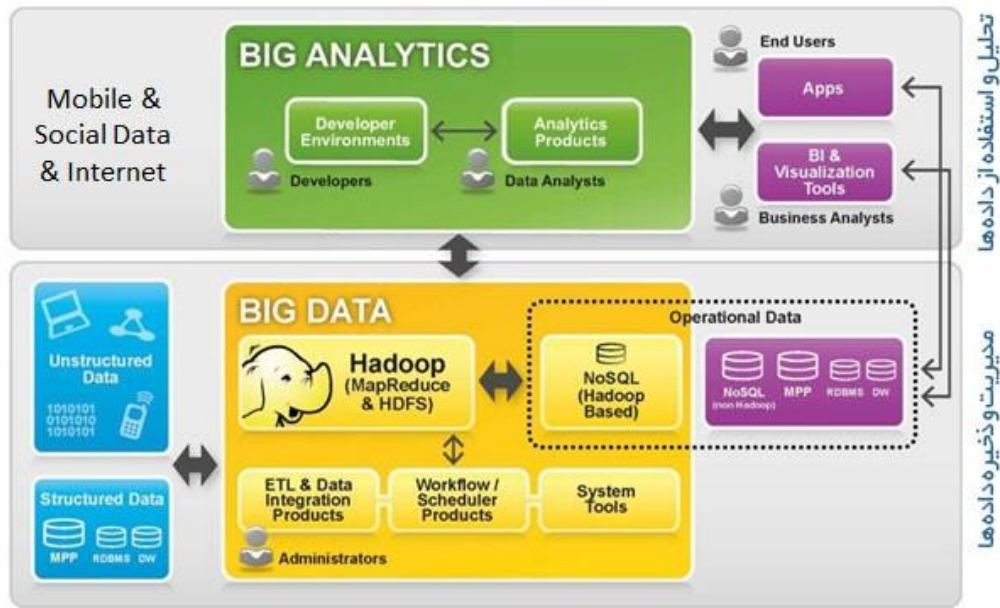 Mobile &
Social Data
& Internet
BIG ANALYTICS
Developer
Environments
Analytics
Products
Developers
Data Analysts
End Users
Apps
BI &
Visualization
Tools
Business Analysts
تحلیل و استفاده از داده‌ها
Unstructured
Data
1010101
0101010
1010101
Structured Data
MPP
RDBMS
DW
BIG DATA
Hadoop
(MapReduce
& HDFS)
Operational Data
NoSQL
(Hadoop
Based)
NoSQL
(non Hadoop)
MPP
RDBMS
DW
ETL & Data
Integration
Products
Workflow /
Scheduler
Products
System
Tools
Administrators
مدیریت و ذخیره داده‌ها